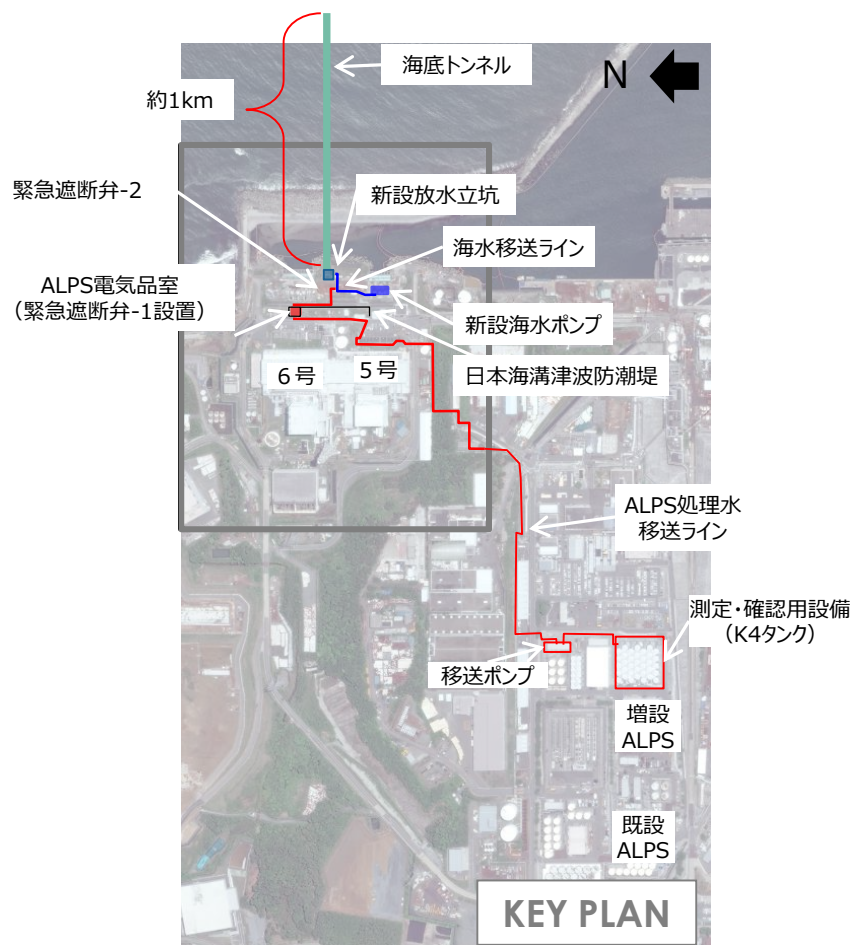 海底トンネル
N
約1km
緊急遮断弁-2
新設放水立坑
海水移送ライン
ALPS電気品室
（緊急遮断弁-1設置）
新設海水ポンプ
6号
5号
日本海溝津波防潮堤
ALPS処理水
移送ライン
測定・確認用設備
（K4タンク）
移送ポンプ
増設
ALPS
既設
ALPS
KEY PLAN